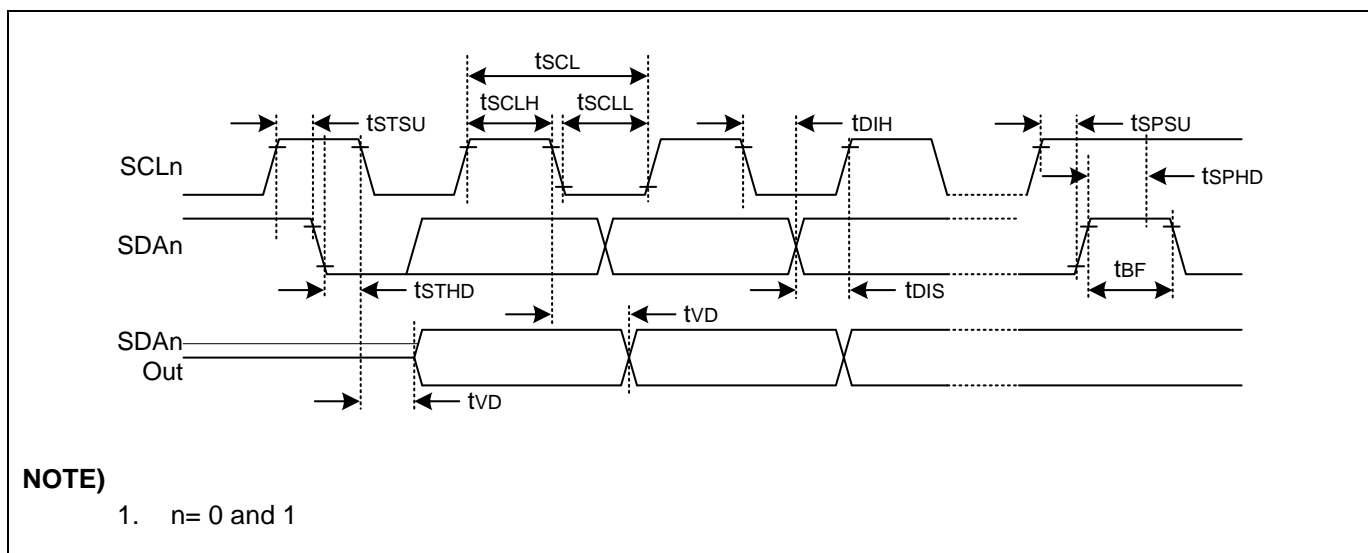 tSCL
tSCLH tSCLL
tSTSU tDIH tSPSU
SCLn
tSPHD
SDAn
tBF
tSTHD tDIS
tVD
SDAn
Out
tVD
NOTE)
1. n= 0 and 1